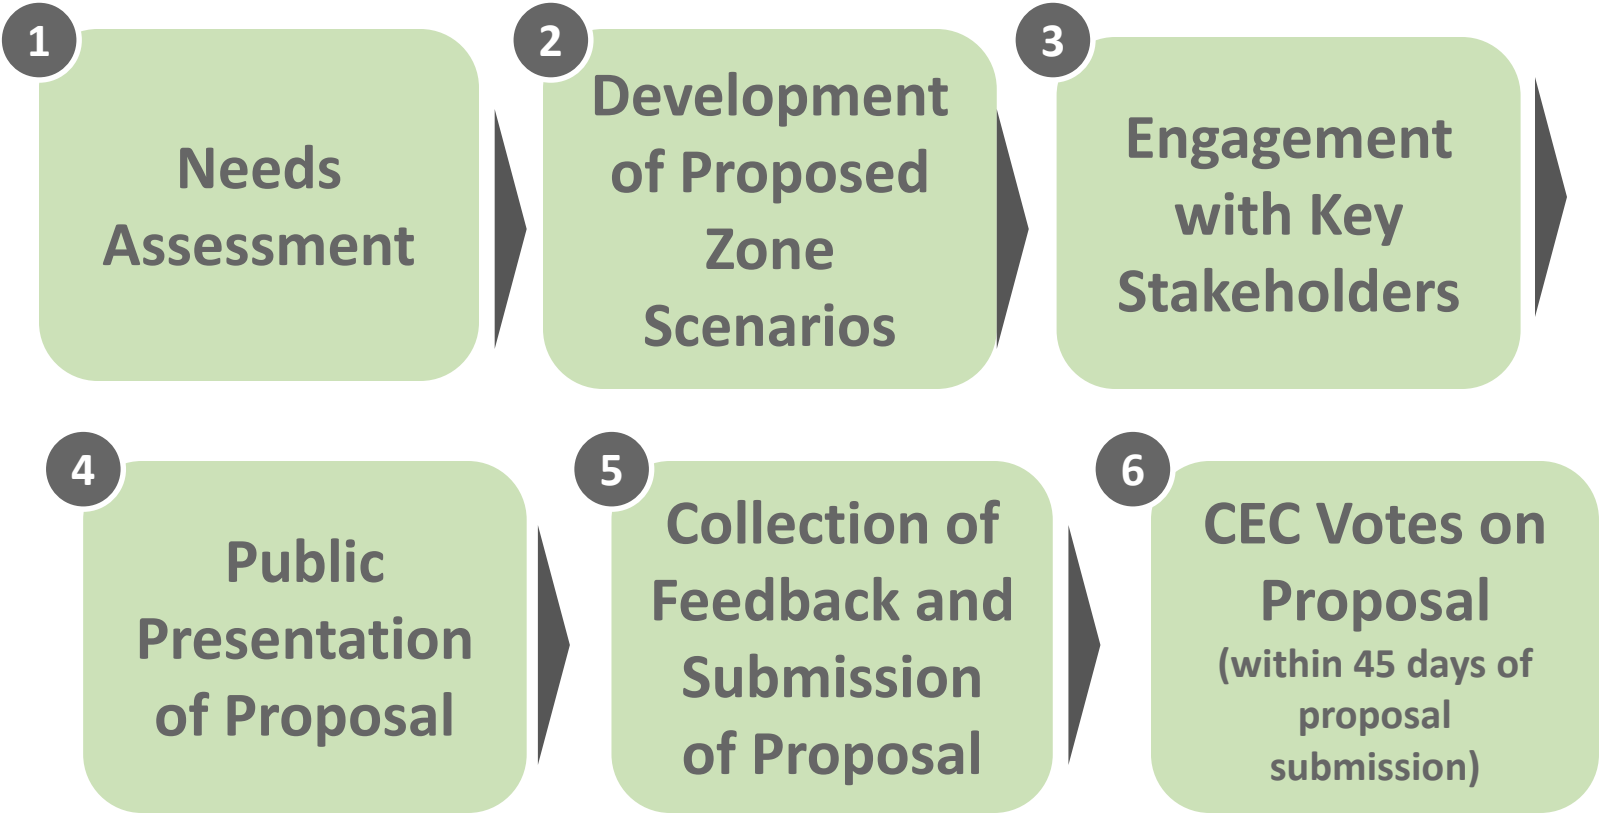 1
Needs
Assessment
2
Development
of Proposed
Zone
Scenarios
3
Engagement
with Key
Stakeholders
4
Public
Presentation
of Proposal
5
Collection of
Feedback and
Submission
of Proposal
6
CEC Votes on
Proposal
(within 45 days of
proposal
submission)